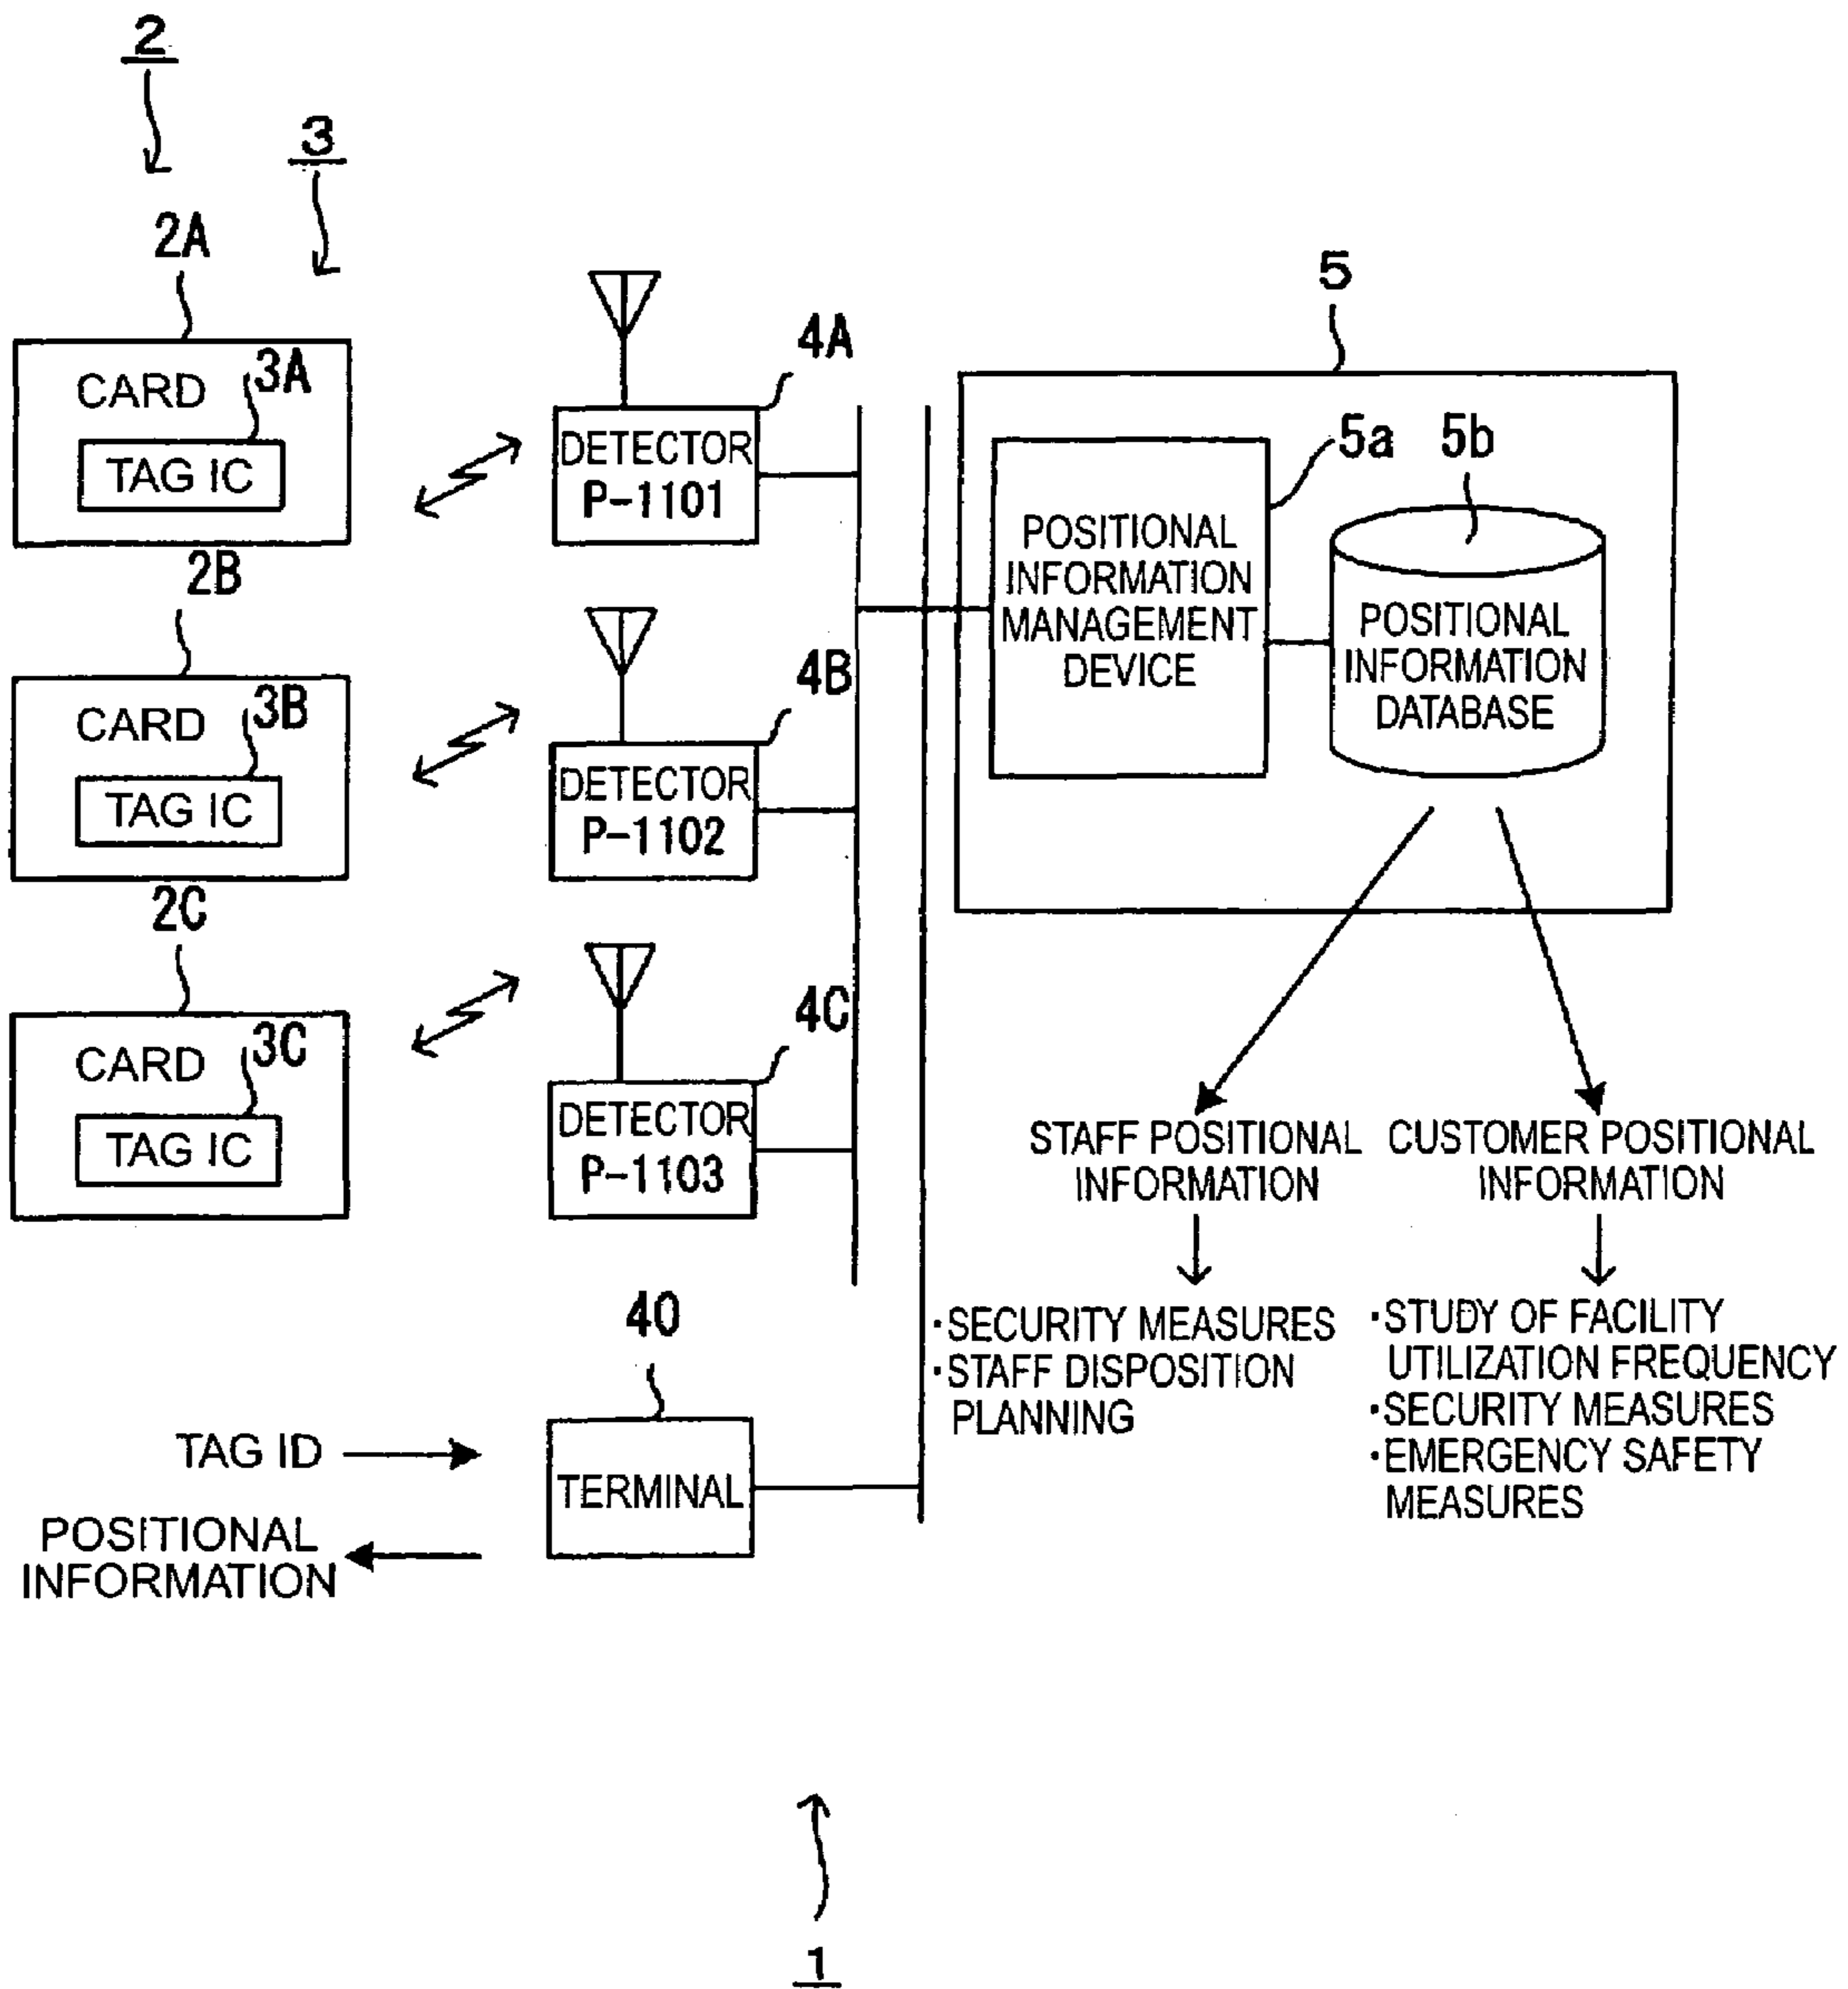 2
3
2A
CARD
3A
TAG IC
2B
CARD
3B
TAG IC
2C
CARD
3C
TAG IC
4A
DETECTOR
P-1101
4B
DETECTOR
P-1102
4C
DETECTOR
P-1103
40
TERMINAL
TAG ID
POSITIONAL
INFORMATION
5
5a
POSITIONAL
INFORMATION
MANAGEMENT
DEVICE
5b
POSITIONAL
INFORMATION
DATABASE
STAFF POSITIONAL
INFORMATION
・SECURITY MEASURES
・STAFF DISPOSITION
PLANNING
CUSTOMER POSITIONAL
INFORMATION
・STUDY OF FACILITY
UTILIZATION FREQUENCY
・SECURITY MEASURES
・EMERGENCY SAFETY
MEASURES
1